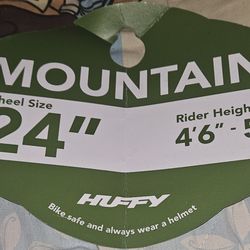 MOUNTAIN
heel Size
24"
Rider Heigh
4'6" - 5
HUFFY
Bike safe and always wear a helmet